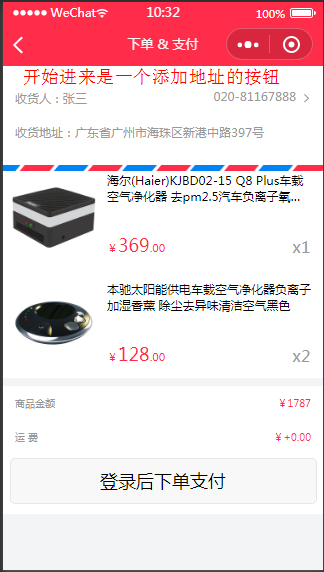 WeChat 10:32 100%
下单 & 支付
开始进来是一个添加地址的按钮
收货人：张三 020-81167888
收货地址：广东省广州市海珠区新港中路397号
海尔(Haier)KJBD02-15 Q8 Plus车载
空气净化器 去pm2.5汽车负离子氧...
¥369.00 x1
本驰太阳能供电车载空气净化器负离子
加湿香薰 除尘去异味清洁空气黑色
¥128.00 x2
商品金额 ¥1787
运 费 ¥+0.00
登录后下单支付